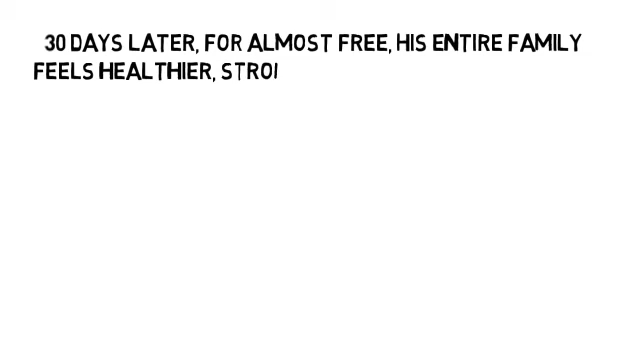 30 DAYS LATER, FOR ALMOST FREE, HIS ENTIRE FAMILY
FEELS HEALTHIER,